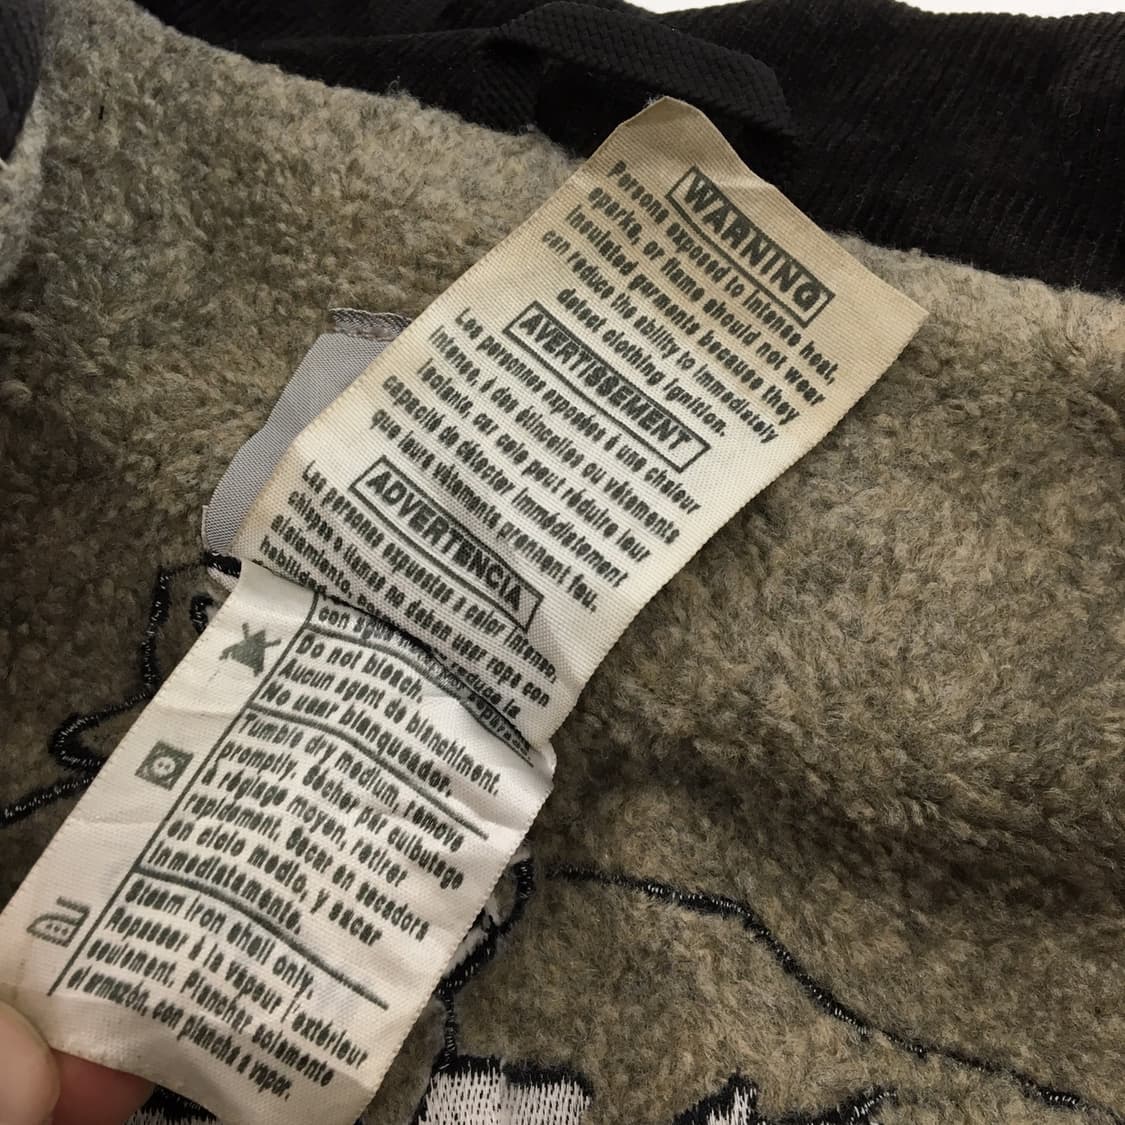 WARNING
Persons exposed to intense heat,
sparks, or flame should not wear
insulated garments because they
can reduce the ability to immediately
detect clothing ignition.
AVERTISSEMENT
Les personnes exposées à une chaleur
intense, à des étincelles ou vêtements
isolants, car cela peut réduire leur
capacité de détecter immédiatement
que leurs vêtements grennent feu.
ADVERTENCIA
Las personas expuestas a calor intenso,
chispas o llamas no deben usar ropa con
aislamiento,
con
Do not bleach.
Aucun agent de blanchiment.
No usar blanqueador.
Tumble dry medium, remove
promptly. Sécher par culbutage
à réglage moyen, retirer
rapidement. Secar en secadora
en ciclo medio, y sacar
inmediatamente.
Steam iron shell only.
Repasser à la vapeur l'extérieur
seulement. Planchar solamente
el armazón, con plancha a vapor.